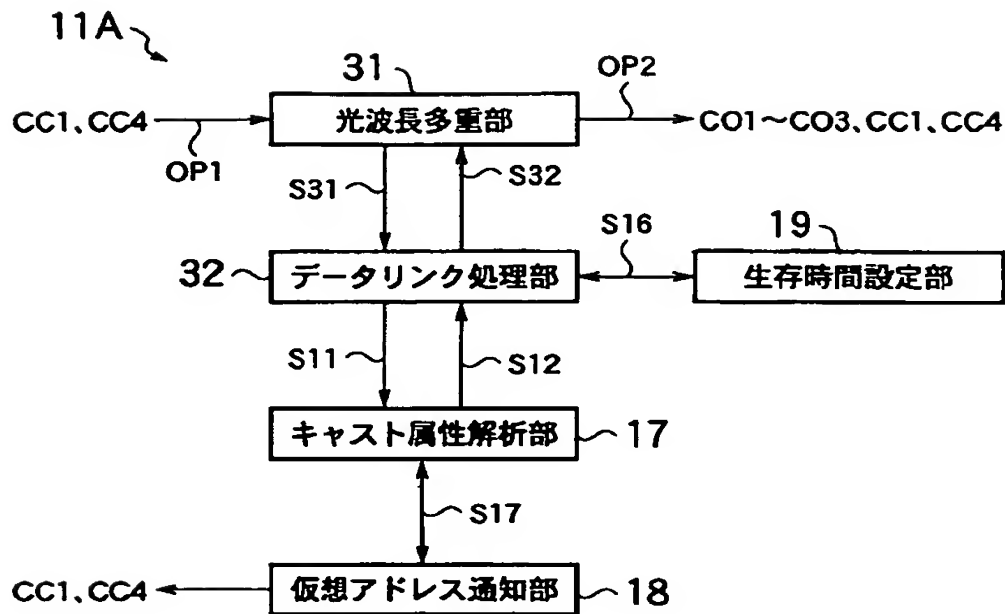 11A
31
OP2
CC1、CC4
光波長多重部
CO1～CO3、CC1、CC4
OP1
S31
S32
S16
19
32
データリンク処理部
生存時間設定部
S11
S12
キャスト属性解析部
17
S17
CC1、CC4
仮想アドレス通知部
18